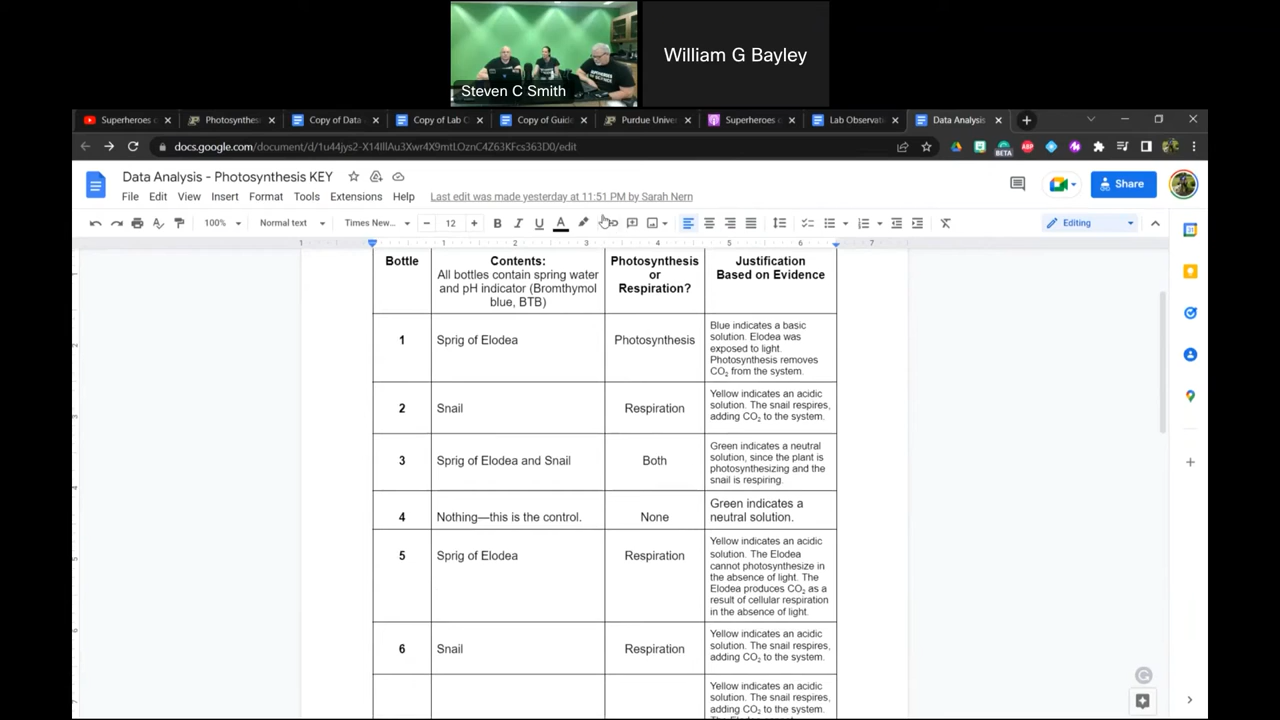 Steven C Smith
William G Bayley
Superheroes o
Photosynthesis
Copy of Data
Copy of Lab C
Copy of Guide
Purdue Univer
Superheroes c
Lab Observati
Data Analysis
docs.google.com/document/d/1u44jys2-X14IllAu3Xwr4X9mtLOznC4Z63KFcs363D0/edit
BETA
ABP
Data Analysis - Photosynthesis KEY
File Edit View Insert Format Tools Extensions Help
Last edit was made yesterday at 11:51 PM by Sarah Nern
Share
100%
Normal text
Times New...
12
B I U A
Editing
1 1 2 3 4 5 6 7
Bottle
Contents:
All bottles contain spring water
and pH indicator (Bromthymol
blue, BTB)
Photosynthesis
or
Respiration?
Justification
Based on Evidence
1
Sprig of Elodea
Photosynthesis
Blue indicates a basic
solution. Elodea was
exposed to light.
Photosynthesis removes
CO₂ from the system.
2
Snail
Respiration
Yellow indicates an acidic
solution. The snail respires,
adding CO₂ to the system.
3
Sprig of Elodea and Snail
Both
Green indicates a neutral
solution, since the plant is
photosynthesizing and the
snail is respiring.
4
Nothing—this is the control.
None
Green indicates a
neutral solution.
5
Sprig of Elodea
Respiration
Yellow indicates an acidic
solution. The Elodea
cannot photosynthesize in
the absence of light. The
Elodea produces CO₂ as a
result of cellular respiration
in the absence of light.
6
Snail
Respiration
Yellow indicates an acidic
solution. The snail respires,
adding CO₂ to the system.
Yellow indicates an acidic
solution. The snail respires,
adding CO₂ to the system.